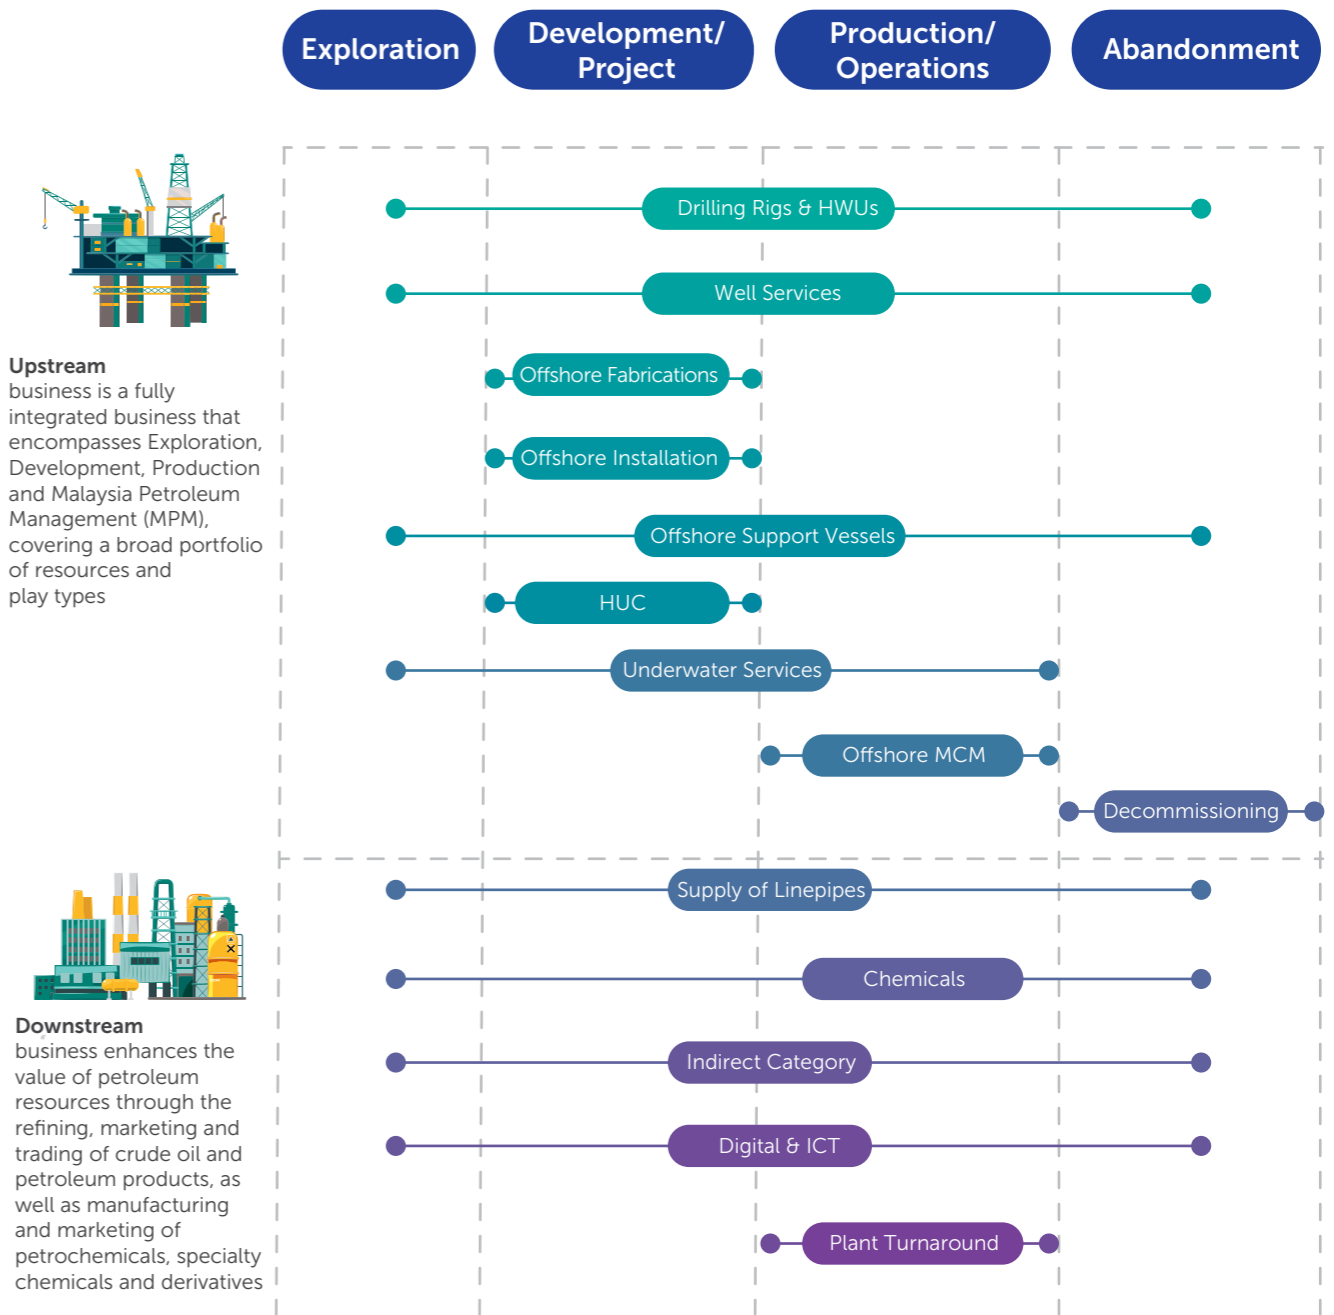 Exploration
Development/
Project
Production/
Operations
Abandonment
Drilling Rigs & HWUs
Well Services
Upstream
business is a fully
integrated business that
encompasses Exploration,
Development, Production
and Malaysia Petroleum
Management (MPM),
covering a broad portfolio
of resources and
play types
Offshore Fabrications
Offshore Installation
Offshore Support Vessels
HUC
Underwater Services
Offshore MCM
Decommissioning
Supply of Linepipes
Chemicals
Downstream
business enhances the
value of petroleum
resources through the
refining, marketing and
trading of crude oil and
petroleum products, as
well as manufacturing
and marketing of
petrochemicals, specialty
chemicals and derivatives
Indirect Category
Digital & ICT
Plant Turnaround